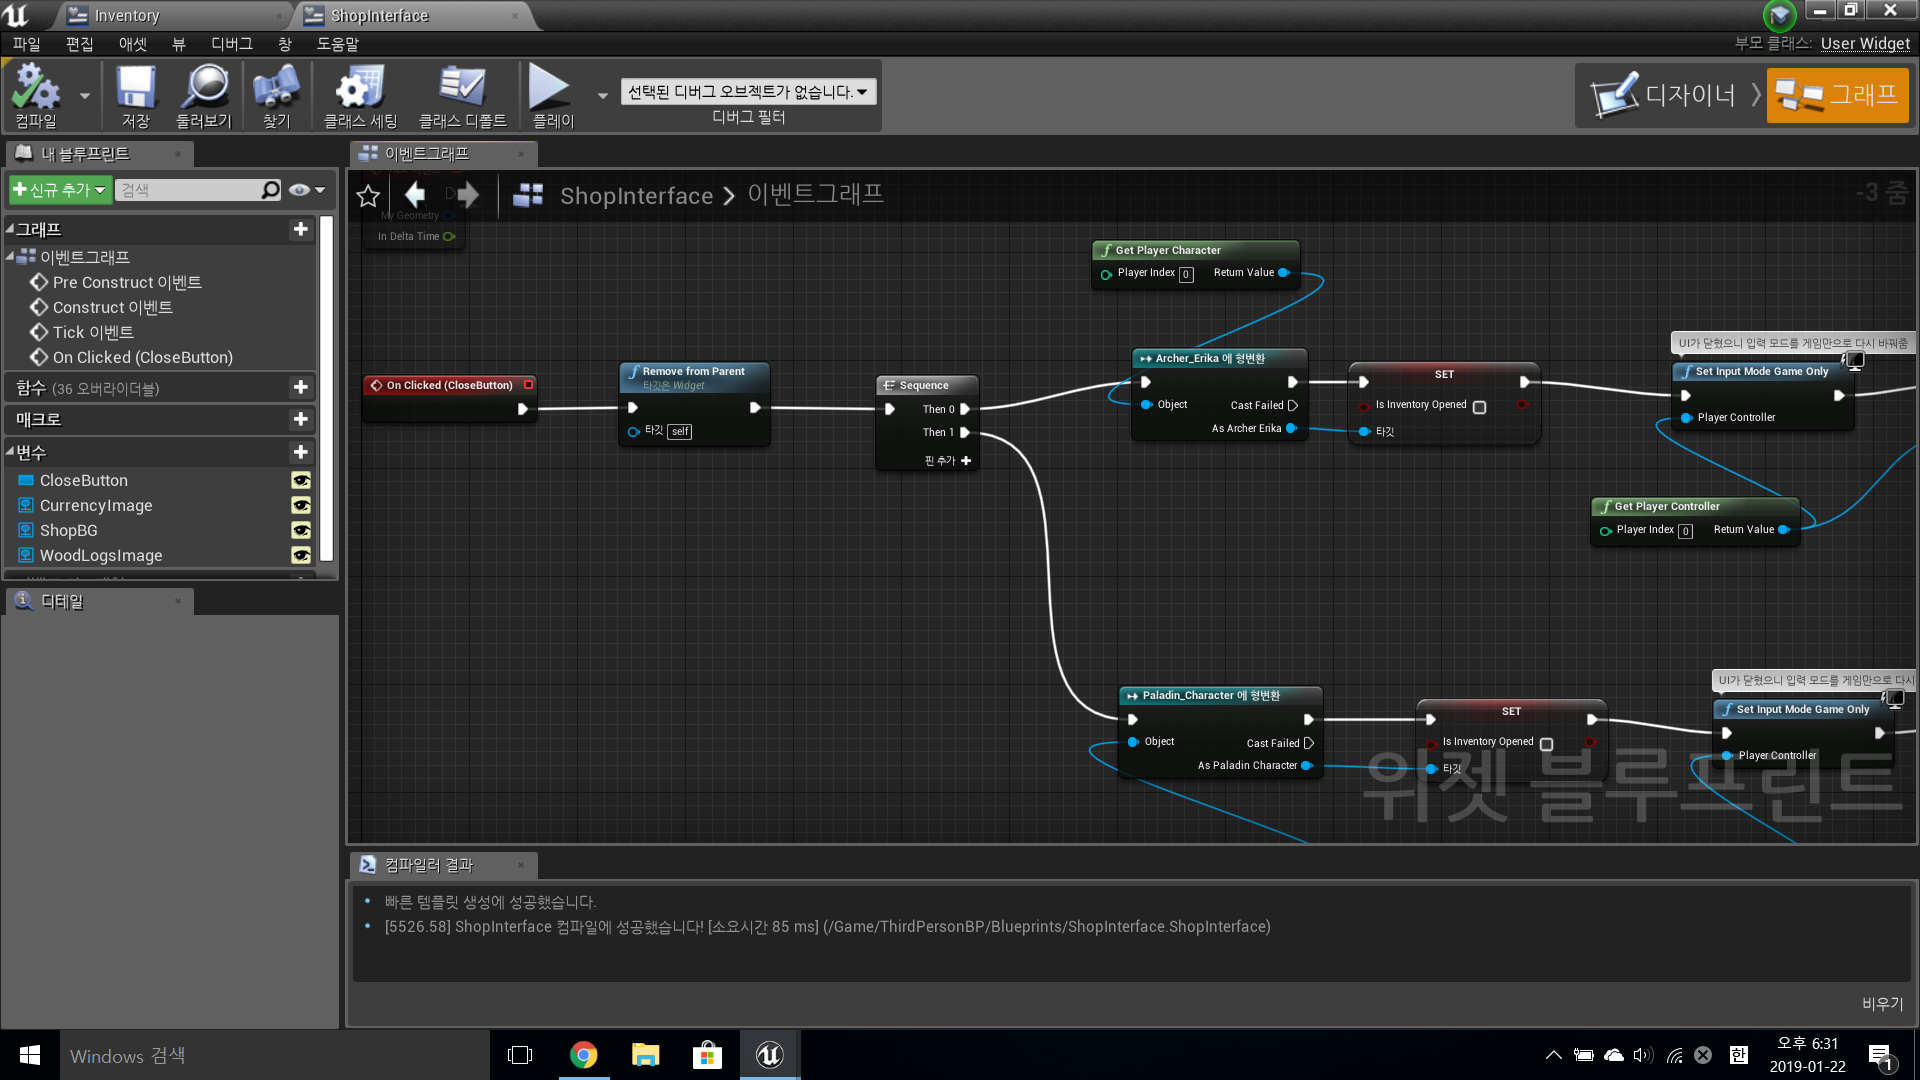 Inventory
ShopInterface
파일 편집 애셋 뷰 디버그 창 도움말
부모 클래스: User Widget
컴파일
저장
둘러보기
찾기
클래스 세팅
클래스 디폴트
플레이
선택된 디버그 오브젝트가 없습니다.
디버그 필터
디자이너
그래프
내 블루프린트
신규 추가
검색
그래프
이벤트그래프
Pre Construct 이벤트
Construct 이벤트
Tick 이벤트
On Clicked (CloseButton)
함수 (36 오버라이더블)
매크로
변수
CloseButton
CurrencyImage
ShopBG
WoodLogsImage
디테일
이벤트그래프
ShopInterface > 이벤트그래프
-3 줌
My Geometry
In Delta Time
Get Player Character
Player Index 0 Return Value
On Clicked (CloseButton)
Remove from Parent
타깃은 Widget
타깃 self
Sequence
Then 0
Then 1
핀 추가
Archer_Erika 에 형변환
Object
Cast Failed
As Archer Erika
SET
Is Inventory Opened
타깃
UI가 닫혔으니 입력 모드를 게임만으로 다시 바꿔줌
Set Input Mode Game Only
Player Controller
Get Player Controller
Player Index 0 Return Value
Paladin_Character 에 형변환
Object
Cast Failed
As Paladin Character
SET
Is Inventory Opened
타깃
UI가 닫혔으니 입력 모드를 게임만으로 다시
Set Input Mode Game Only
Player Controller
위젯 블루프린트
컴파일러 결과
빠른 템플릿 생성에 성공했습니다.
[5526.58] ShopInterface 컴파일에 성공했습니다! [소요시간 85 ms] (/Game/ThirdPersonBP/Blueprints/ShopInterface.ShopInterface)
비우기
Windows 검색
한
오후 6:31
2019-01-22
1